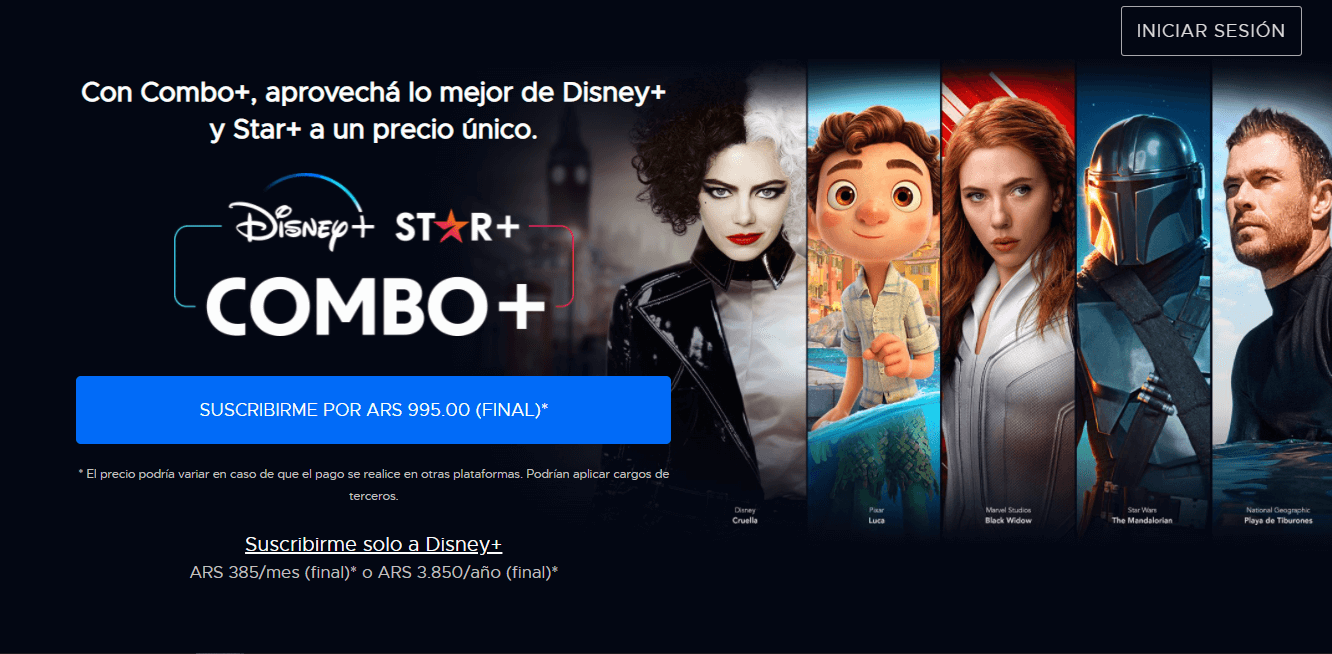 INICIAR SESIÓN
Con Combo+, aprovechá lo mejor de Disney+
y Star+ a un precio único.
Disney+ STAR+
COMBO+
SUSCRIBIRME POR ARS 995.00 (FINAL)*
* El precio podría variar en caso de que el pago se realice en otras plataformas. Podrían aplicar cargos de
terceros.
Suscribirme solo a Disney+
ARS 385/mes (final)* o ARS 3.850/año (final)*
Disney
Cruella
Pixar
Luca
Marvel Studios
Black Widow
Star Wars
The Mandalorian
National Geographic
Playa de Tiburones